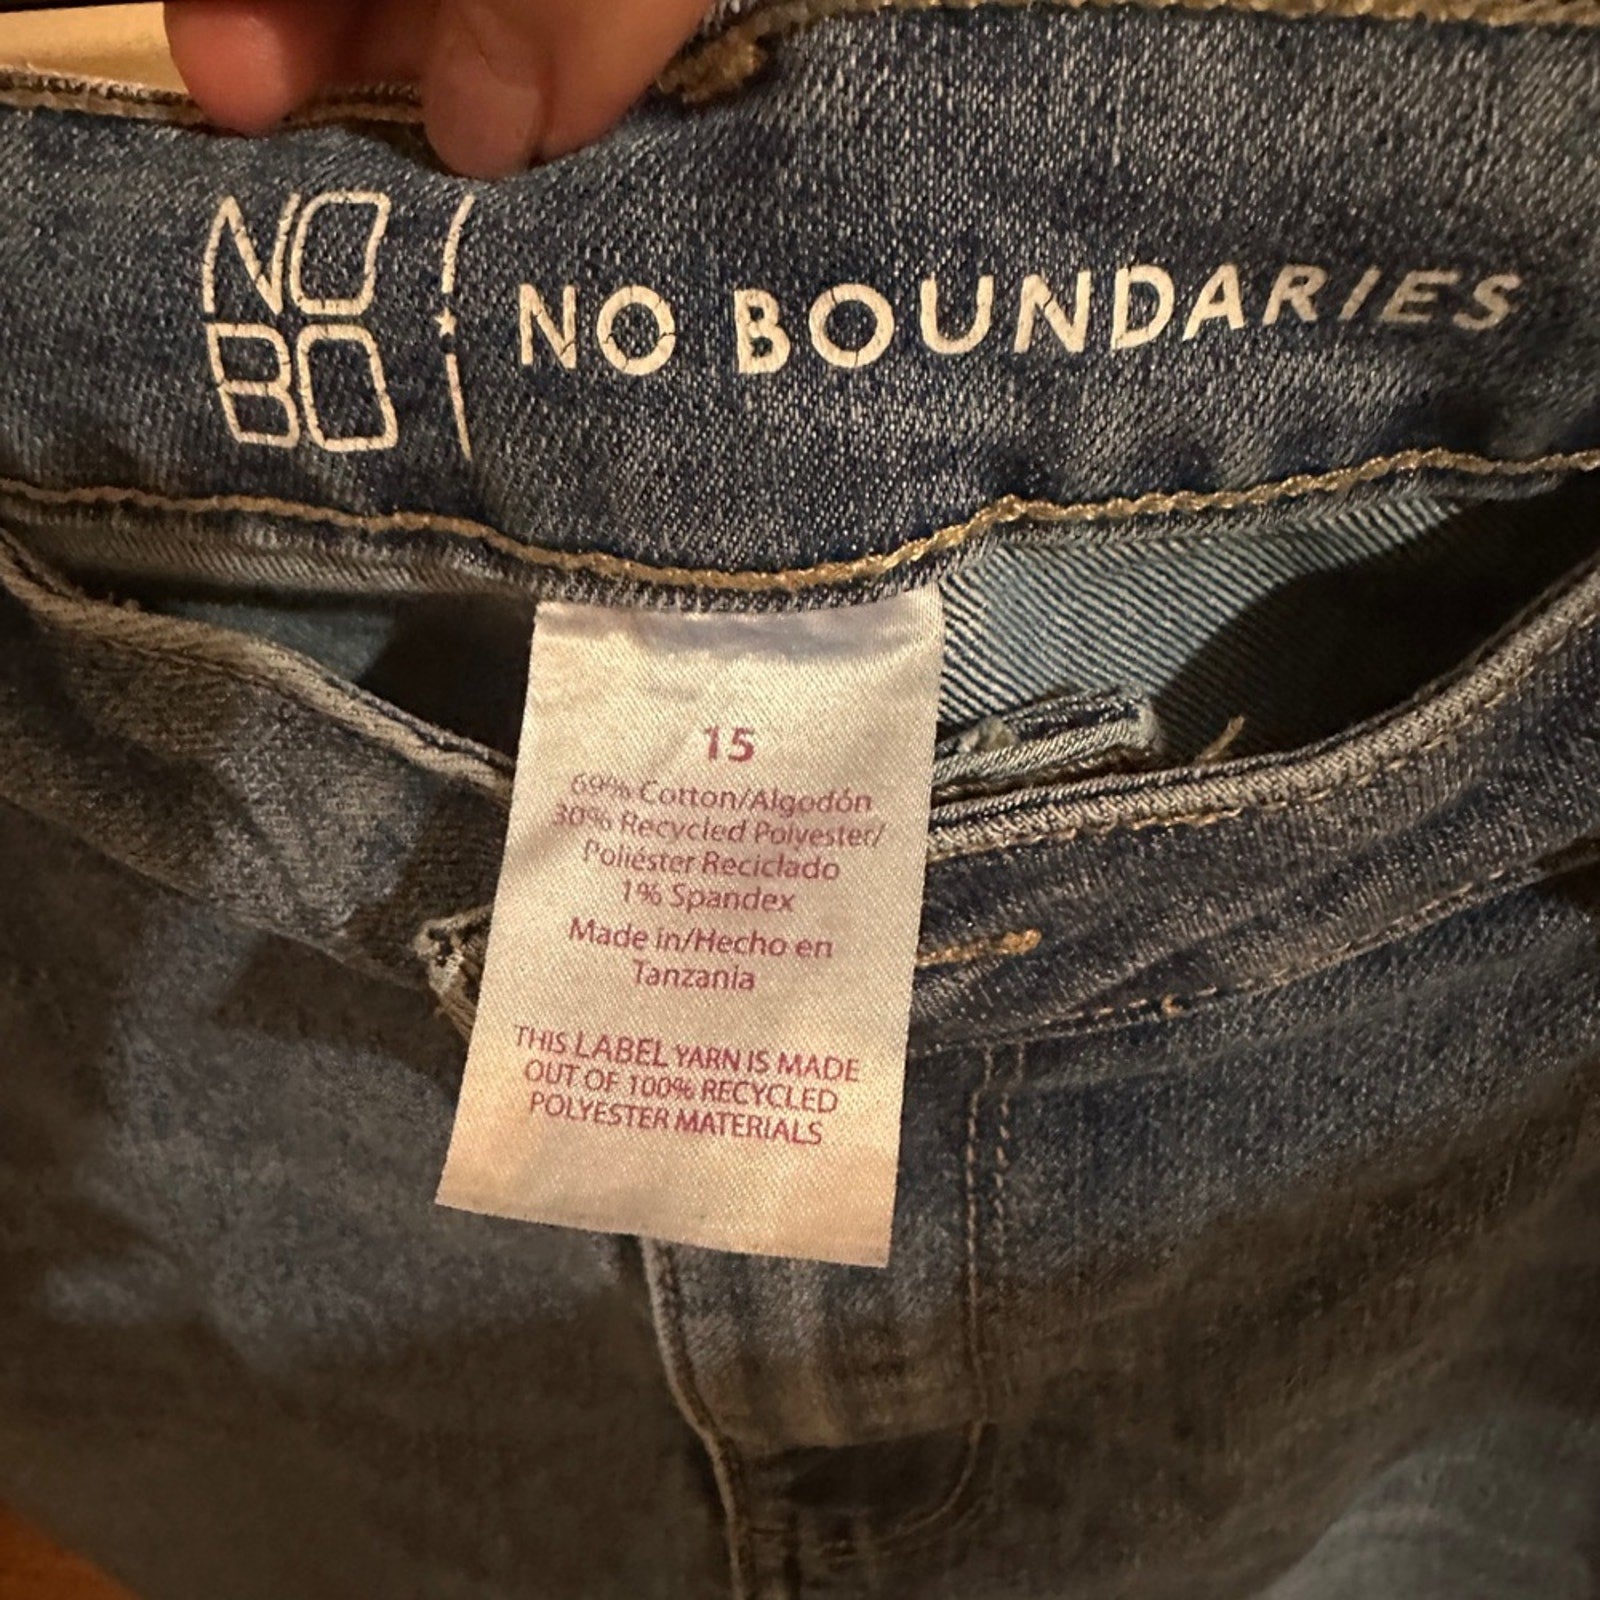 NO
BO
NO BOUNDARIES
15
69% Cotton/Algodón
30% Recycled Polyester/
Poliéster Reciclado
1% Spandex
Made in/Hecho en
Tanzania
THIS LABEL YARN IS MADE
OUT OF 100% RECYCLED
POLYESTER MATERIALS